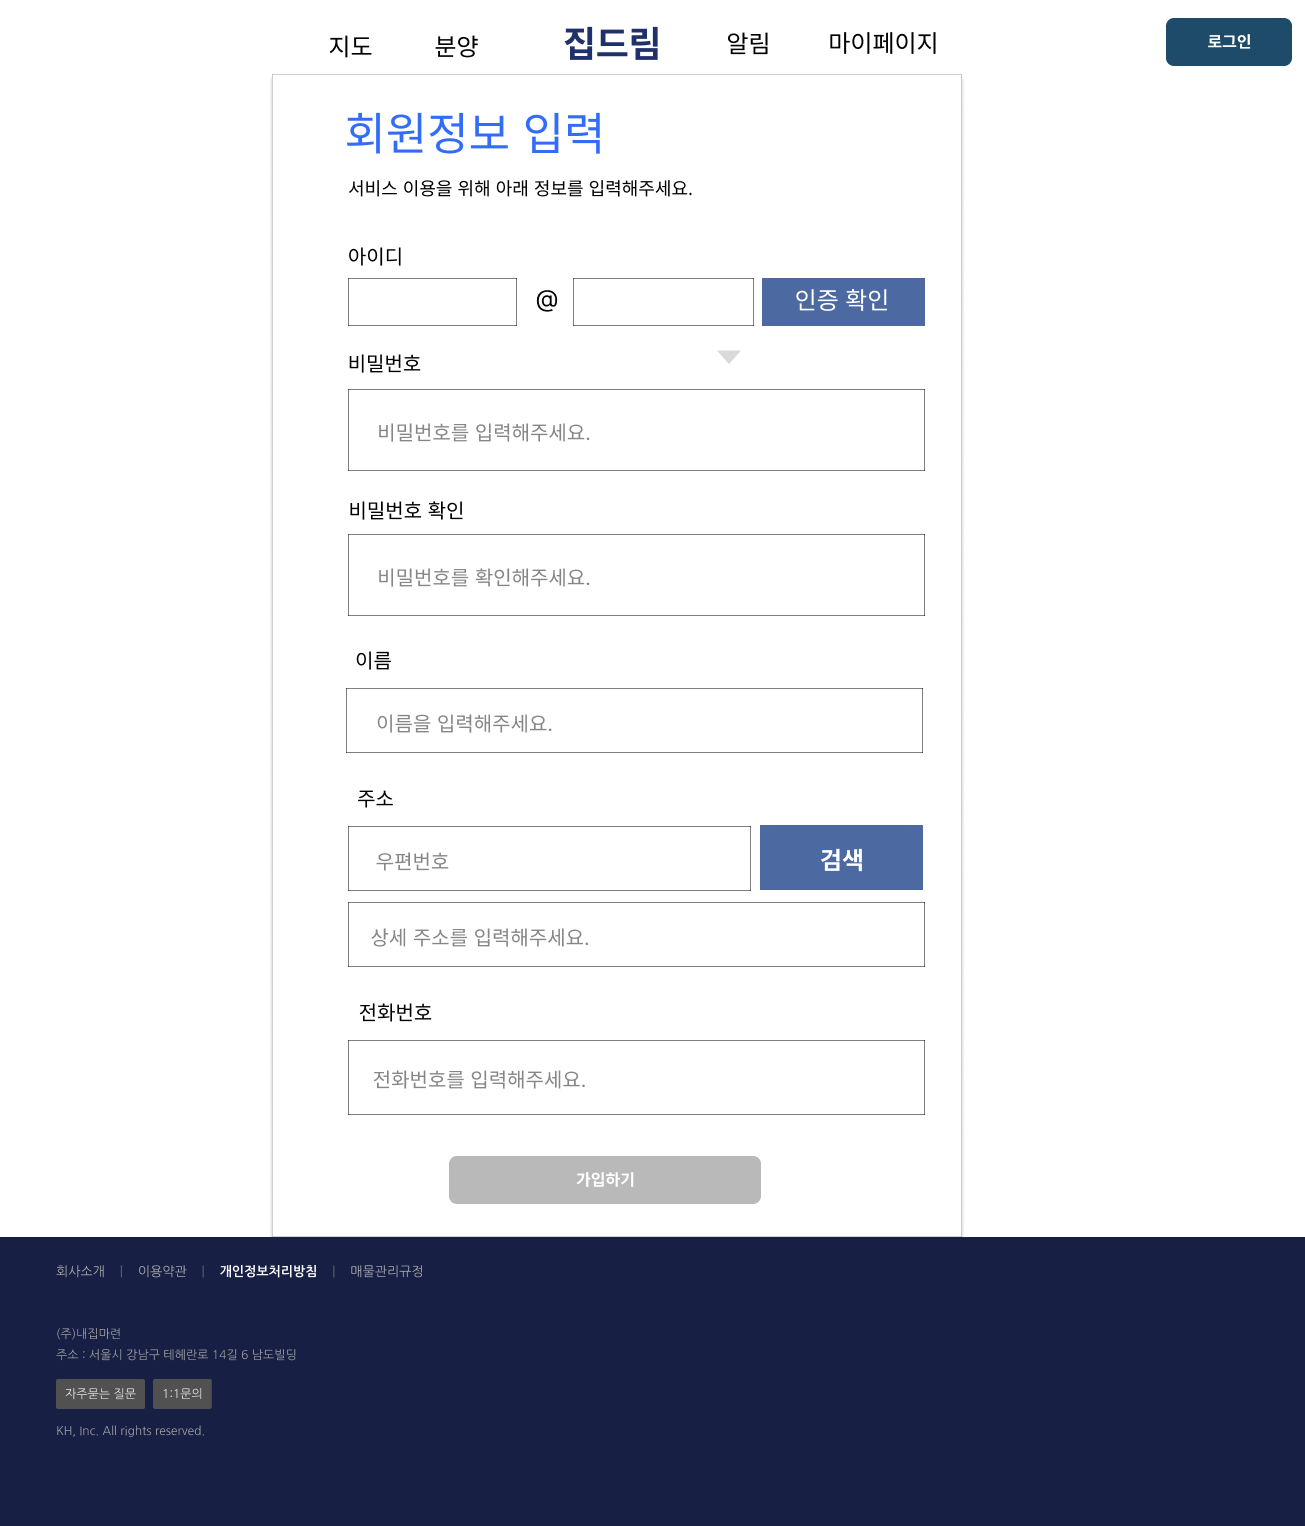 지도 분양 집드림 알림 마이페이지 로그인
회원정보 입력
서비스 이용을 위해 아래 정보를 입력해주세요.
아이디
@ 인증 확인
비밀번호
비밀번호를 입력해주세요.
비밀번호 확인
비밀번호를 확인해주세요.
이름
이름을 입력해주세요.
주소
우편번호 검색
상세 주소를 입력해주세요.
전화번호
전화번호를 입력해주세요.
가입하기
회사소개 | 이용약관 | 개인정보처리방침 | 매물관리규정
(주)내집마련
주소 : 서울시 강남구 테헤란로 14길 6 남도빌딩
자주묻는 질문 1:1문의
KH, Inc. All rights reserved.